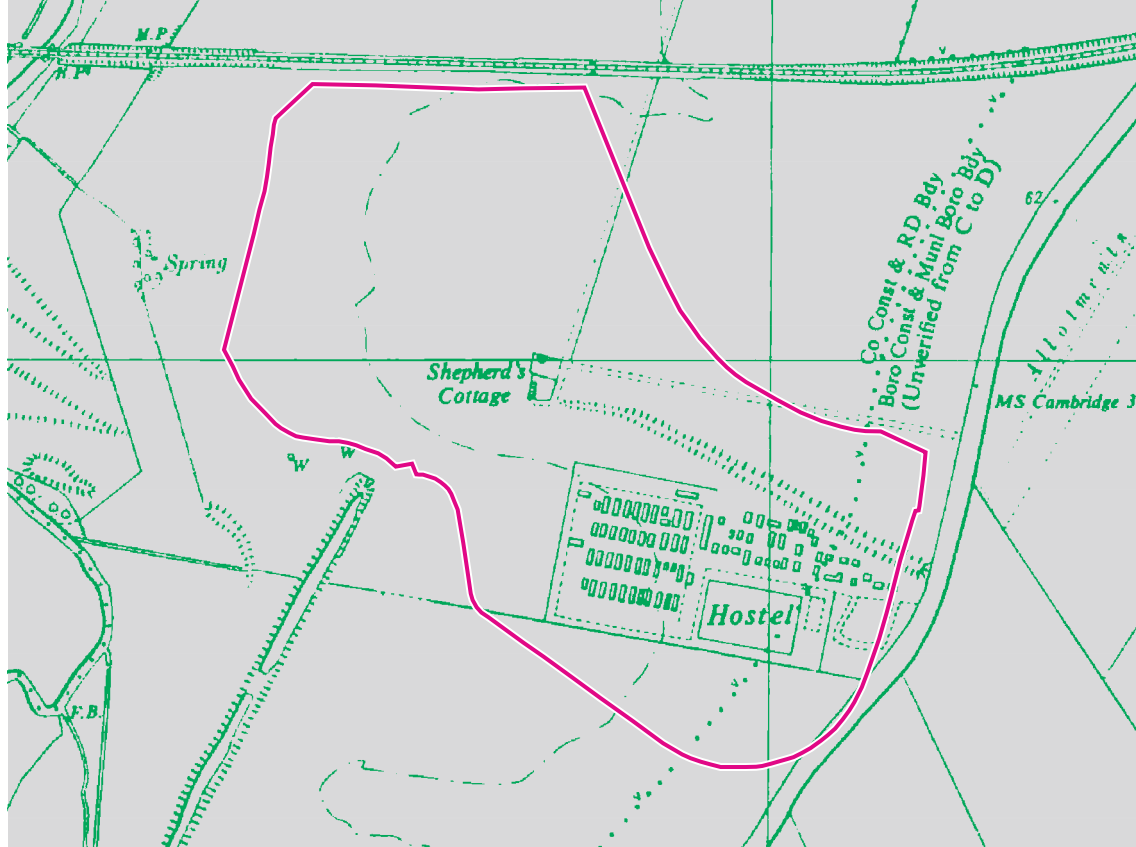 M.P.
Spring
Shepherd's
Cottage
Co Const & RD Bdy
Boro Const & Munl Boro Bdy
(Unverified from C to D)
62
Allotments
MS Cambridge 3
W
W
Hostel
F.B.